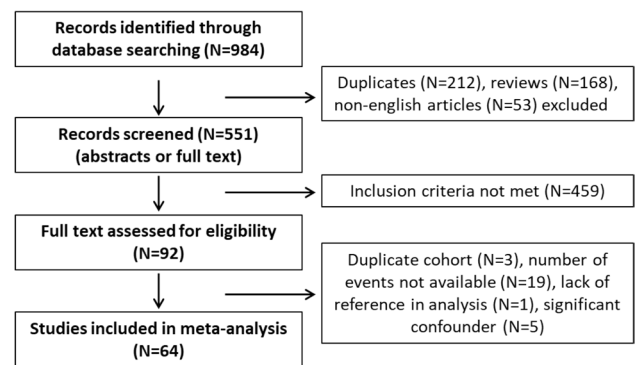 Records identified through
database searching (N=984)
Duplicates (N=212), reviews (N=168),
non-english articles (N=53) excluded
Records screened (N=551)
(abstracts or full text)
Inclusion criteria not met (N=459)
Full text assessed for eligibility
(N=92)
Duplicate cohort (N=3), number of
events not available (N=19), lack of
reference in analysis (N=1), significant
confounder (N=5)
Studies included in meta-analysis
(N=64)